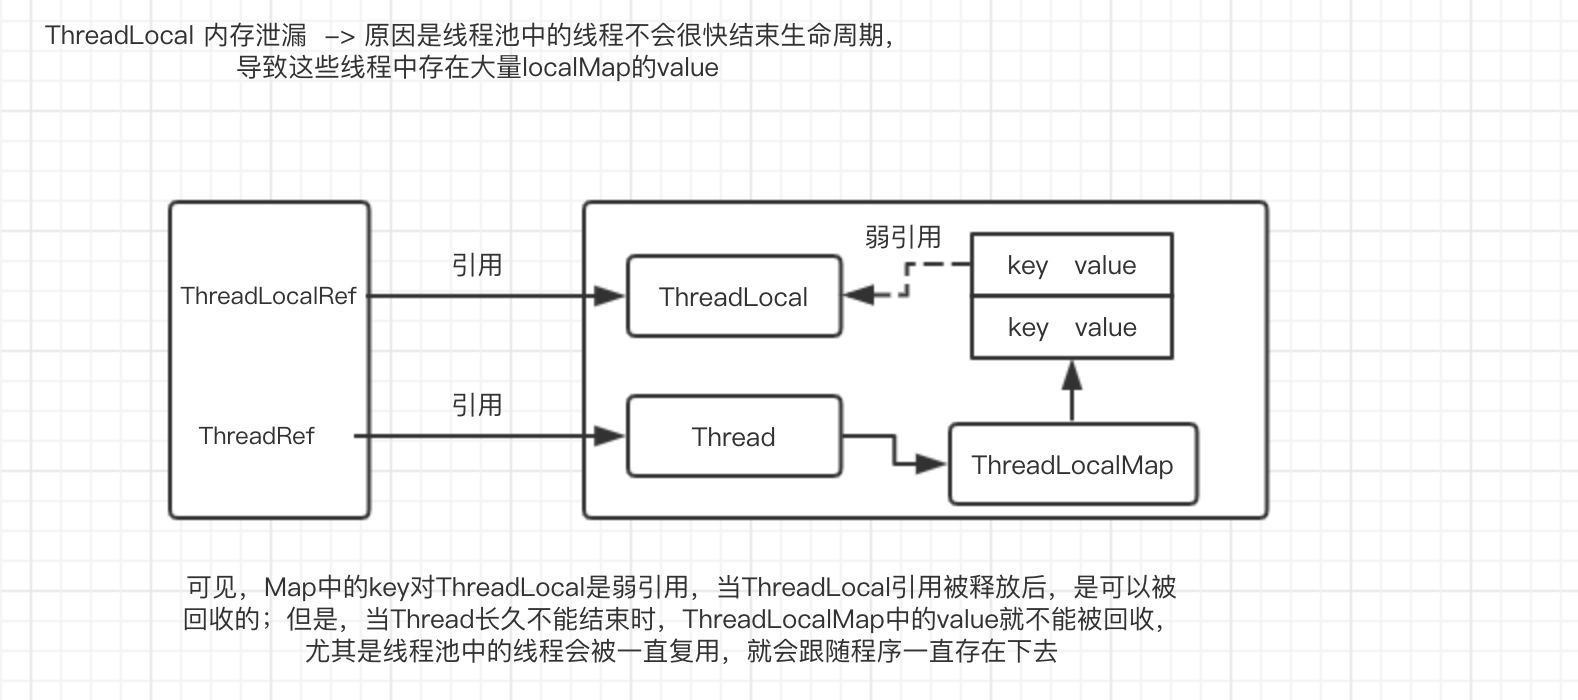 ThreadLocal 内存泄漏 -> 原因是线程池中的线程不会很快结束生命周期，
导致这些线程中存在大量localMap的value
弱引用
key value
引用
ThreadLocalRef
ThreadLocal
key value
引用
ThreadRef
Thread
ThreadLocalMap
可见，Map中的key对ThreadLocal是弱引用，当ThreadLocal引用被释放后，是可以被
回收的；但是，当Thread长久不能结束时，ThreadLocalMap中的value就不能被回收，
尤其是线程池中的线程会被一直复用，就会跟随程序一直存在下去